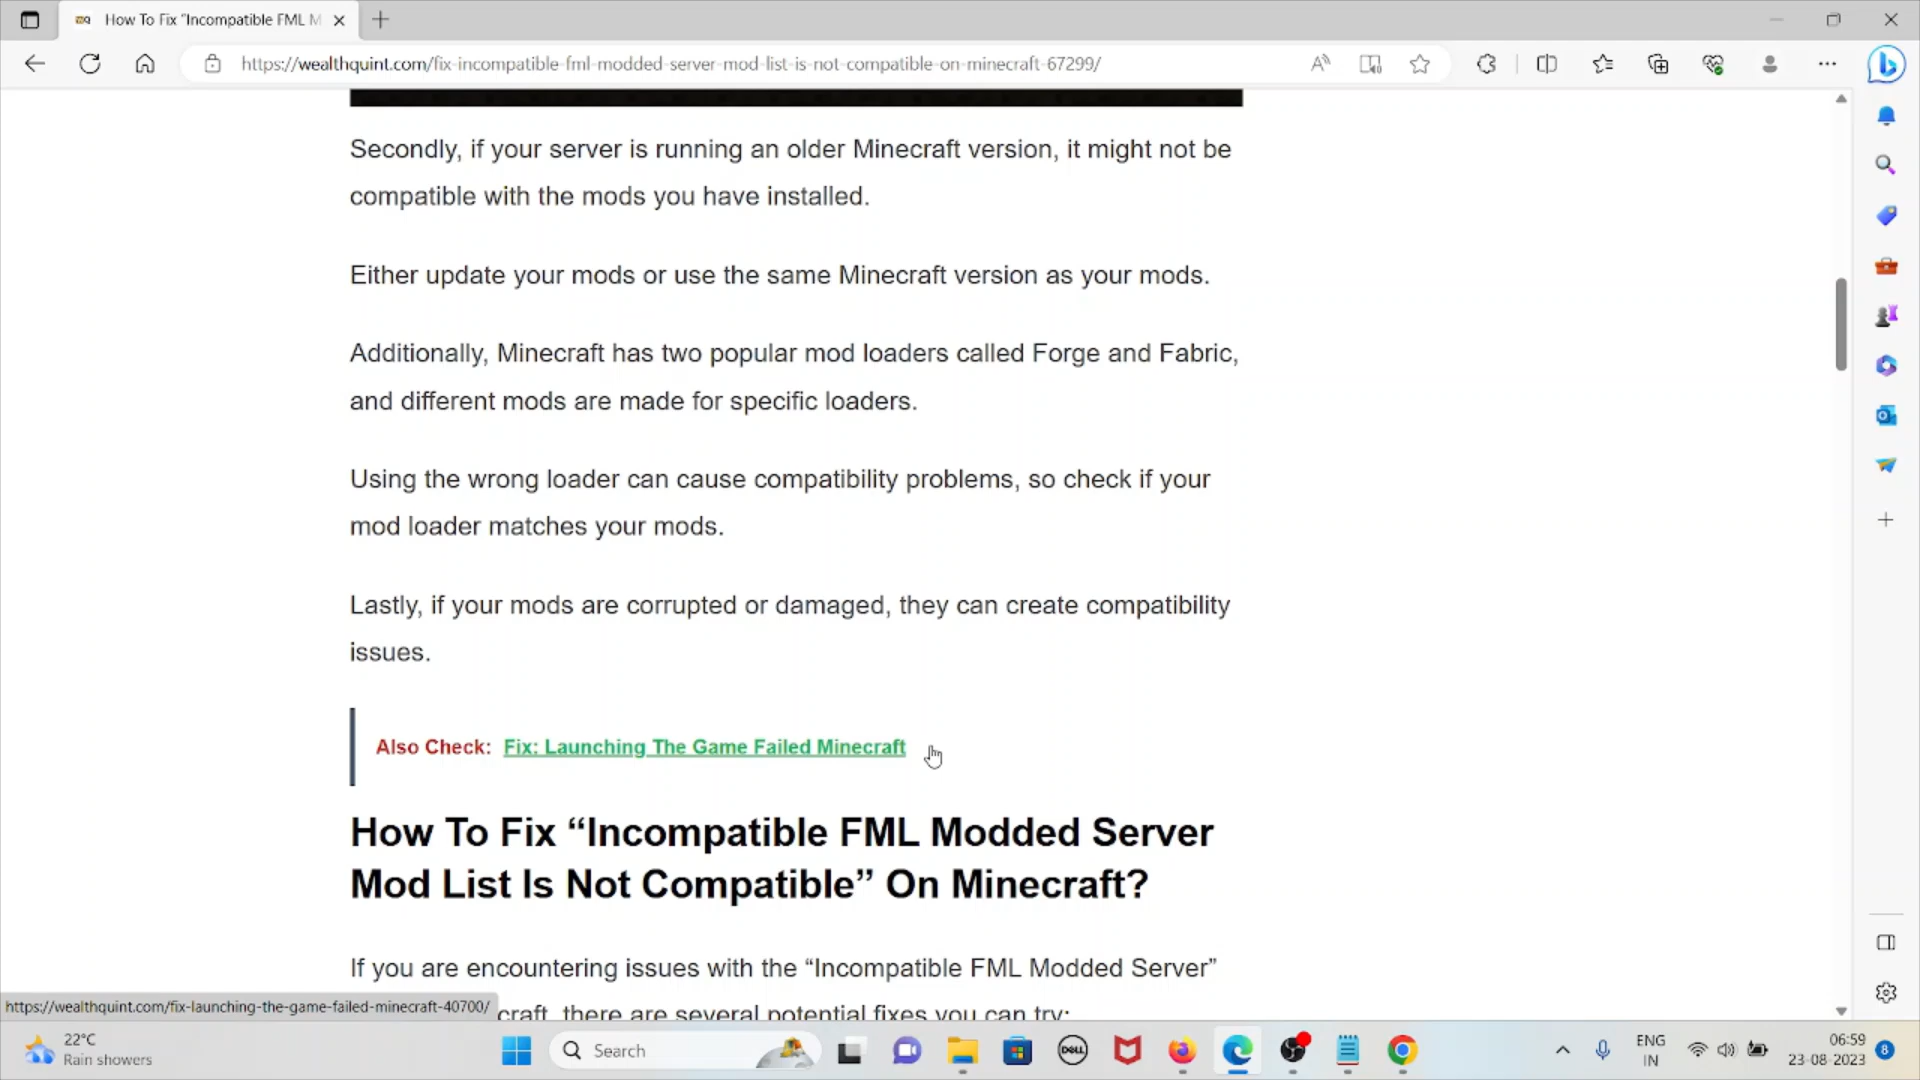 How To Fix “Incompatible FML M
https://wealthquint.com/fix-incompatible-fml-modded-server-mod-list-is-not-compatible-on-minecraft-67299/
Secondly, if your server is running an older Minecraft version, it might not be
compatible with the mods you have installed.
Either update your mods or use the same Minecraft version as your mods.
Additionally, Minecraft has two popular mod loaders called Forge and Fabric,
and different mods are made for specific loaders.
Using the wrong loader can cause compatibility problems, so check if your
mod loader matches your mods.
Lastly, if your mods are corrupted or damaged, they can create compatibility
issues.
Also Check: Fix: Launching The Game Failed Minecraft
How To Fix “Incompatible FML Modded Server
Mod List Is Not Compatible” On Minecraft?
If you are encountering issues with the “Incompatible FML Modded Server”
craft, there are several potential fixes you can try:
https://wealthquint.com/fix-launching-the-game-failed-minecraft-40700/
22°C
Rain showers
Search
DELL
ENG
IN
06:59
23-08-2023
8